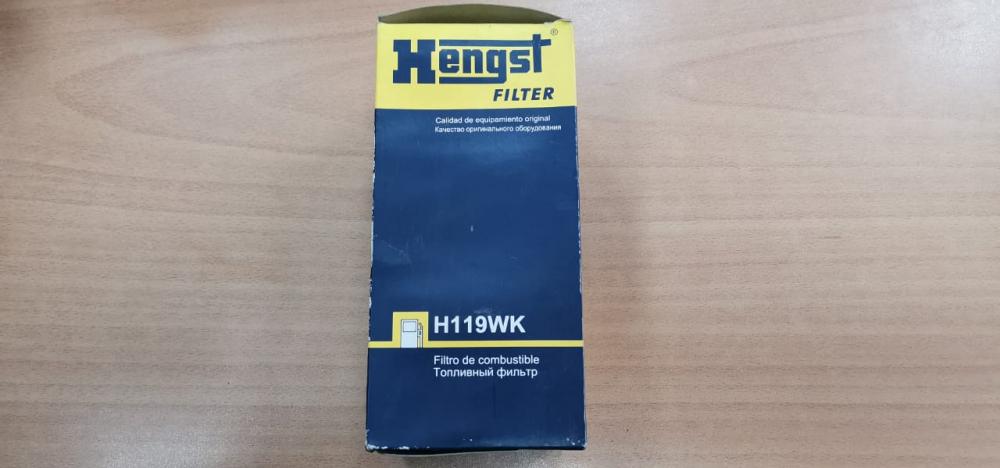 Hengst®
FILTER
Calidad de equipamiento original
Качество оригинального оборудования
H119WK
Filtro de combustible
Топливный фильтр